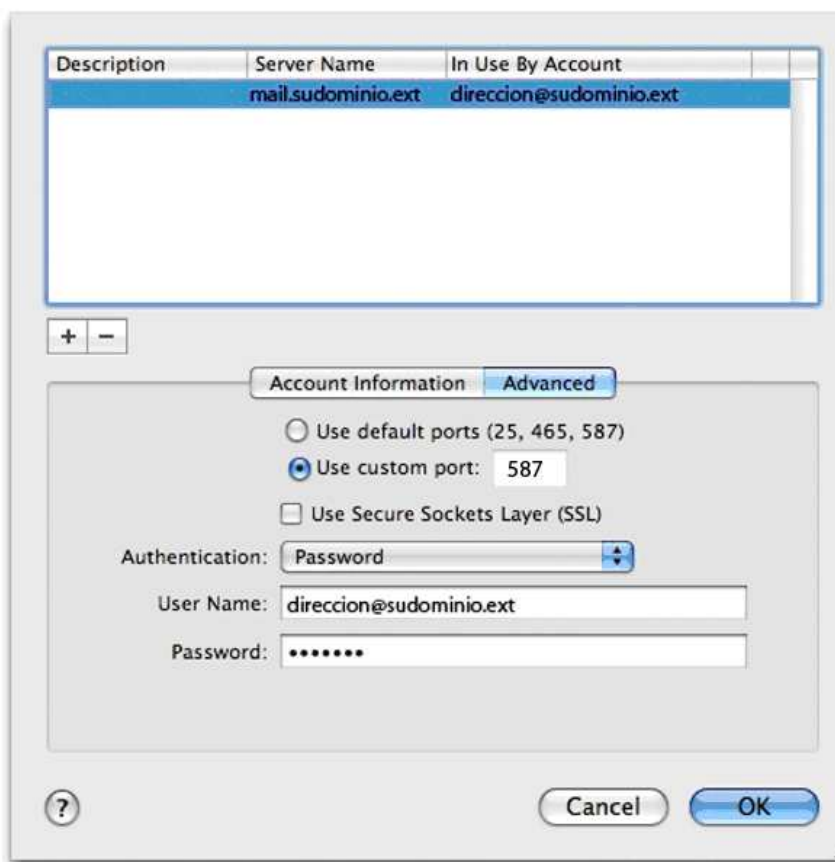 Description Server Name In Use By Account
mail.sudominio.ext direccion@sudominio.ext
+ −
Account Information Advanced
Use default ports (25, 465, 587)
Use custom port: 587
Use Secure Sockets Layer (SSL)
Authentication: Password
User Name: direccion@sudominio.ext
Password: •••••••
? Cancel OK